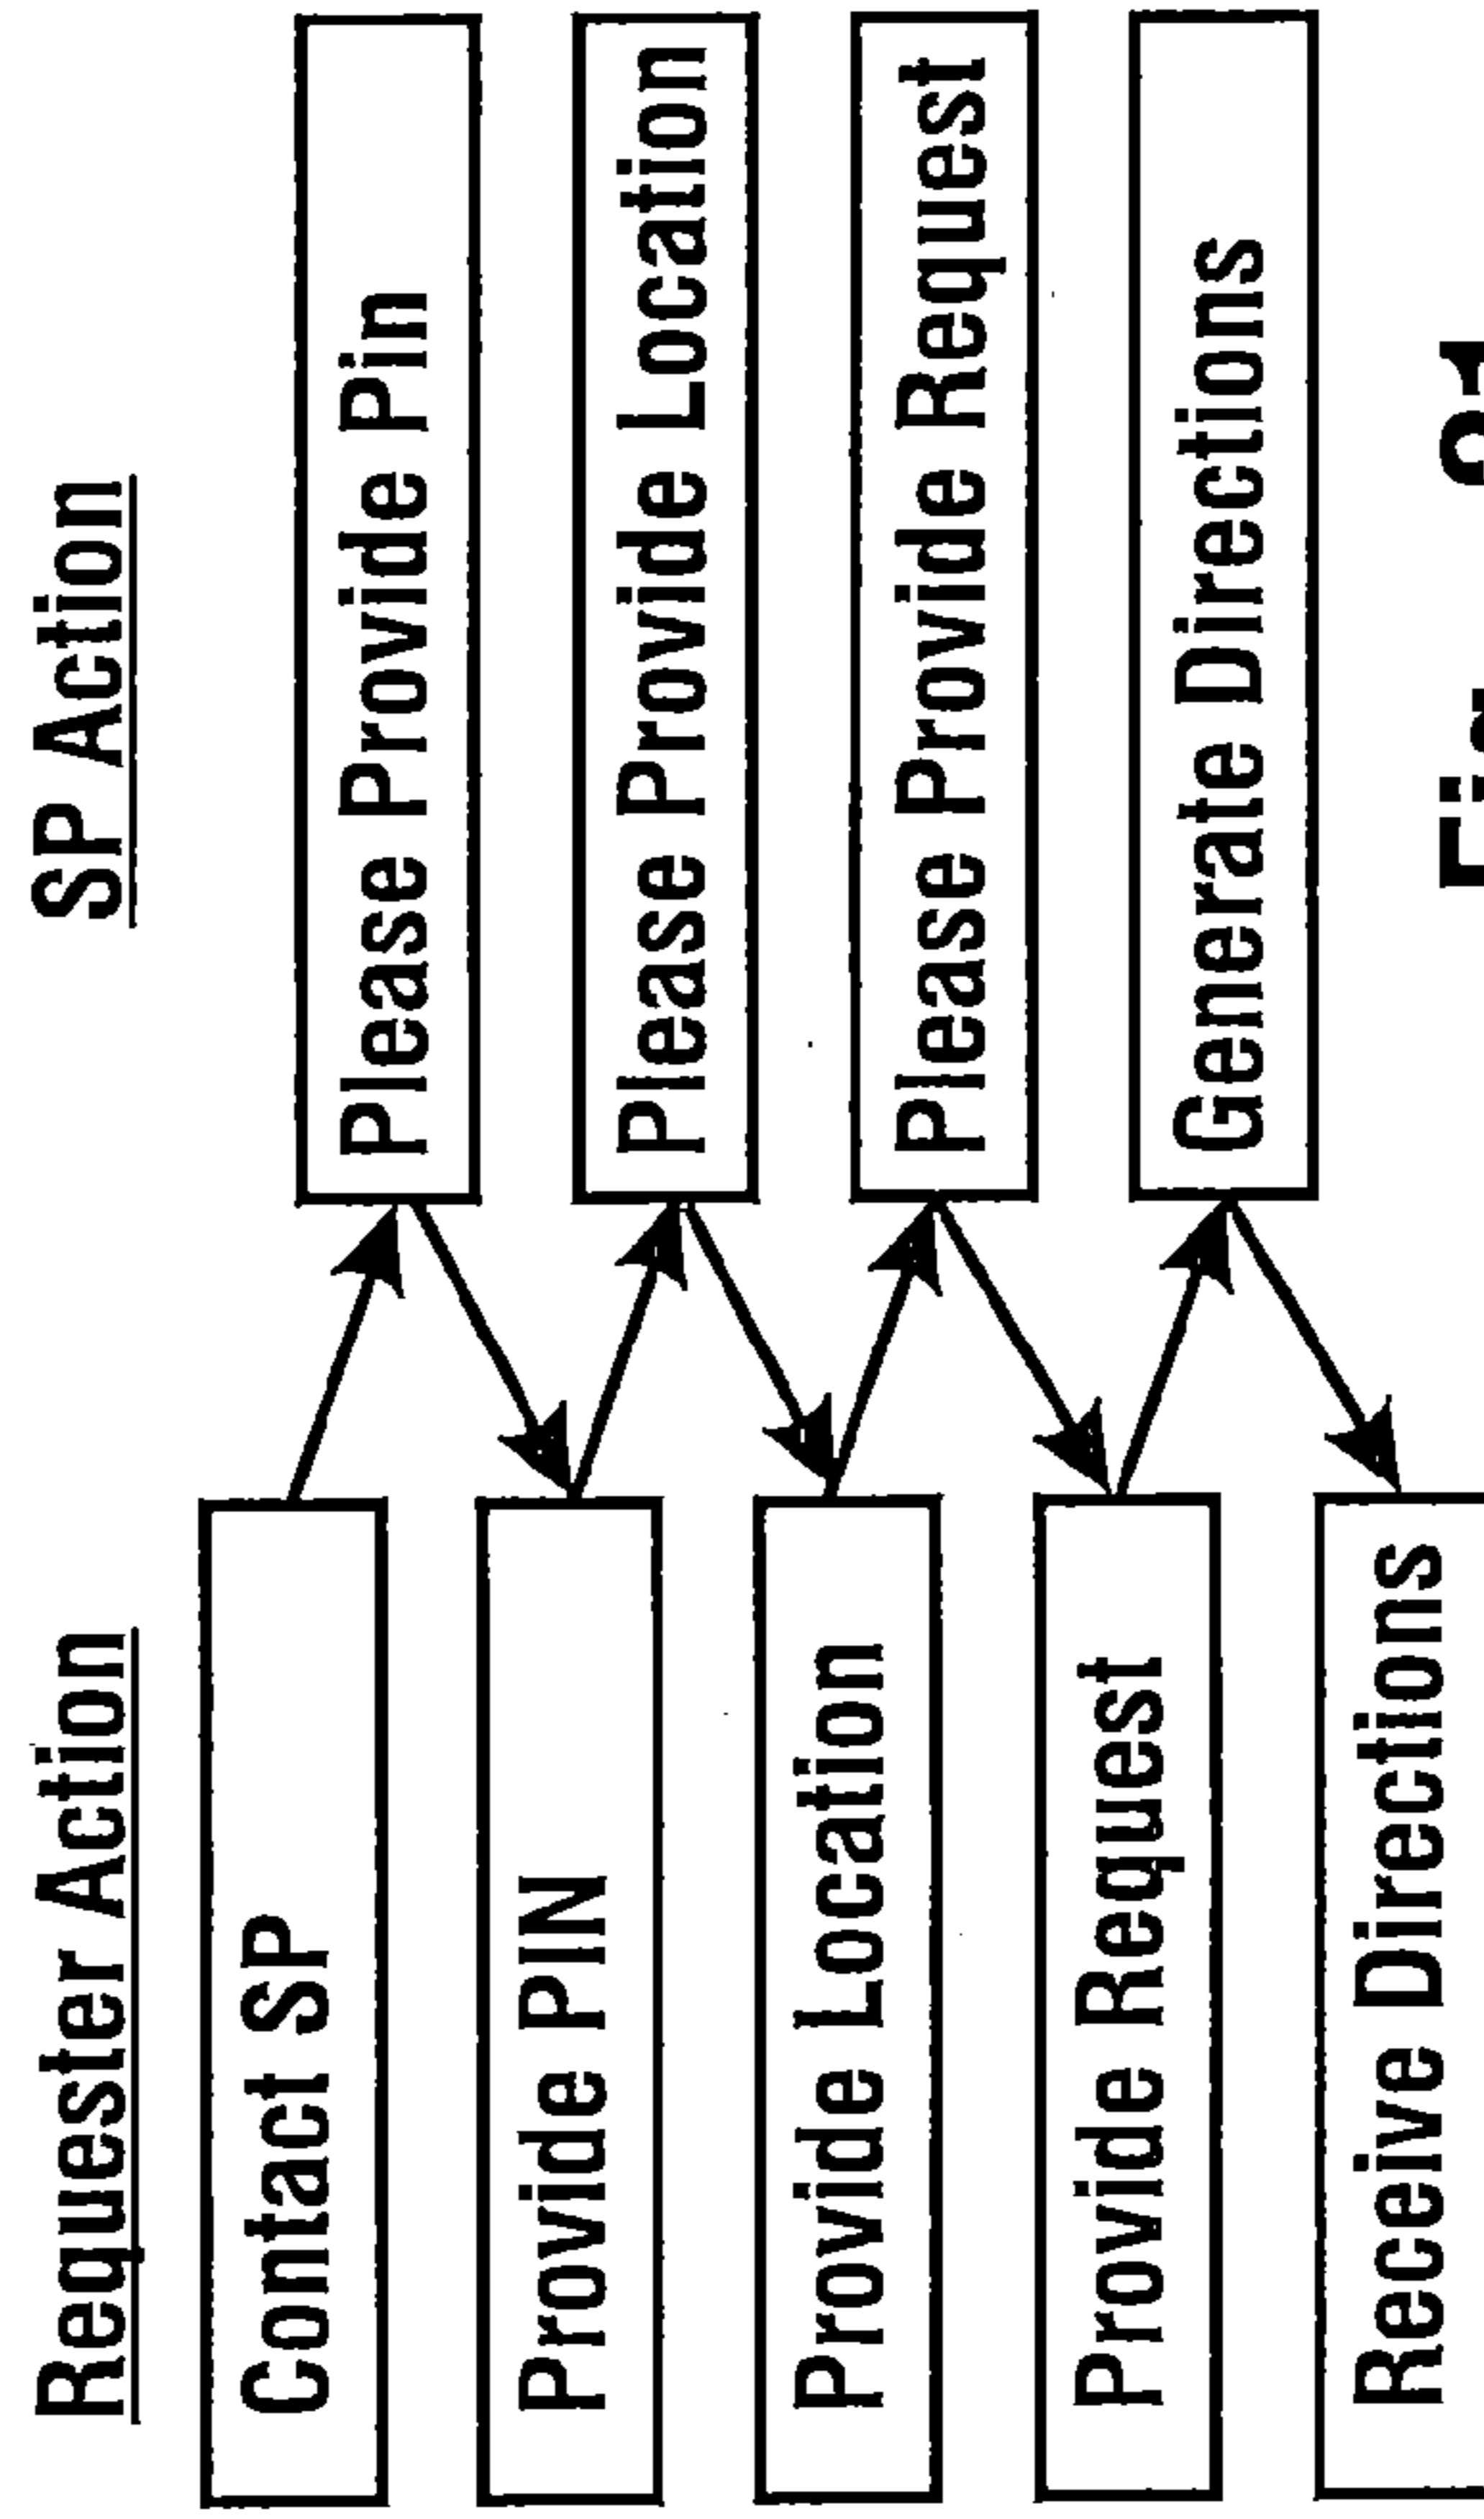 Requester Action
SP Action
Contact SP
Please Provide Pin
Provide PIN
Please Provide Location
Provide Location
Please Provide Request
Provide Request
Generate Directions
Receive Directions